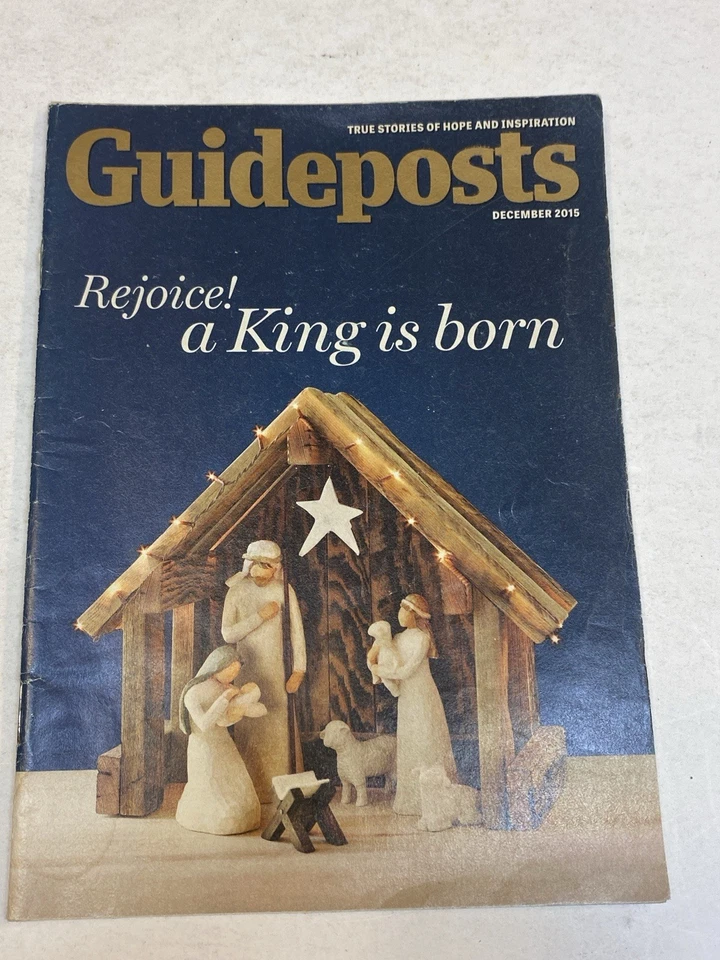 TRUE STORIES OF HOPE AND INSPIRATION
Guideposts
DECEMBER 2015
Rejoice!
a King is born